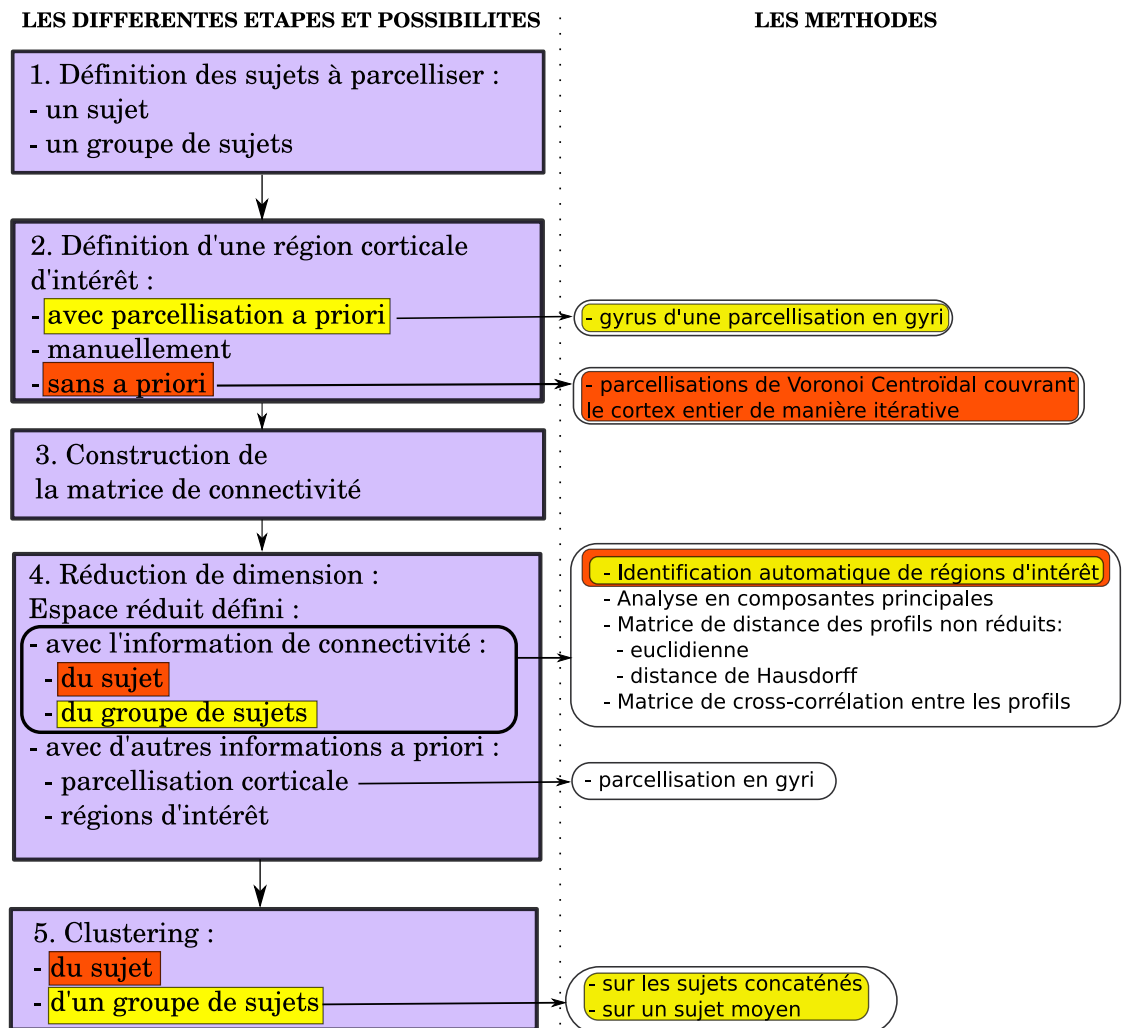 LES DIFFERENTES ETAPES ET POSSIBILITES
LES METHODES
1. Définition des sujets à parcelliser :
- un sujet
- un groupe de sujets
2. Définition d'une région corticale
d'intérêt :
- avec parcellisation a priori
- manuellement
- sans a priori
- gyrus d'une parcellisation en gyri
- parcellisations de Voronoi Centroïdal couvrant
le cortex entier de manière itérative
3. Construction de
la matrice de connectivité
4. Réduction de dimension :
Espace réduit défini :
- avec l'information de connectivité :
- du sujet
- du groupe de sujets
- avec d'autres informations a priori :
- parcellisation corticale
- régions d'intérêt
- Identification automatique de régions d'intérêt
- Analyse en composantes principales
- Matrice de distance des profils non réduits:
- euclidienne
- distance de Hausdorff
- Matrice de cross-corrélation entre les profils
- parcellisation en gyri
5. Clustering :
- du sujet
- d'un groupe de sujets
- sur les sujets concaténés
- sur un sujet moyen